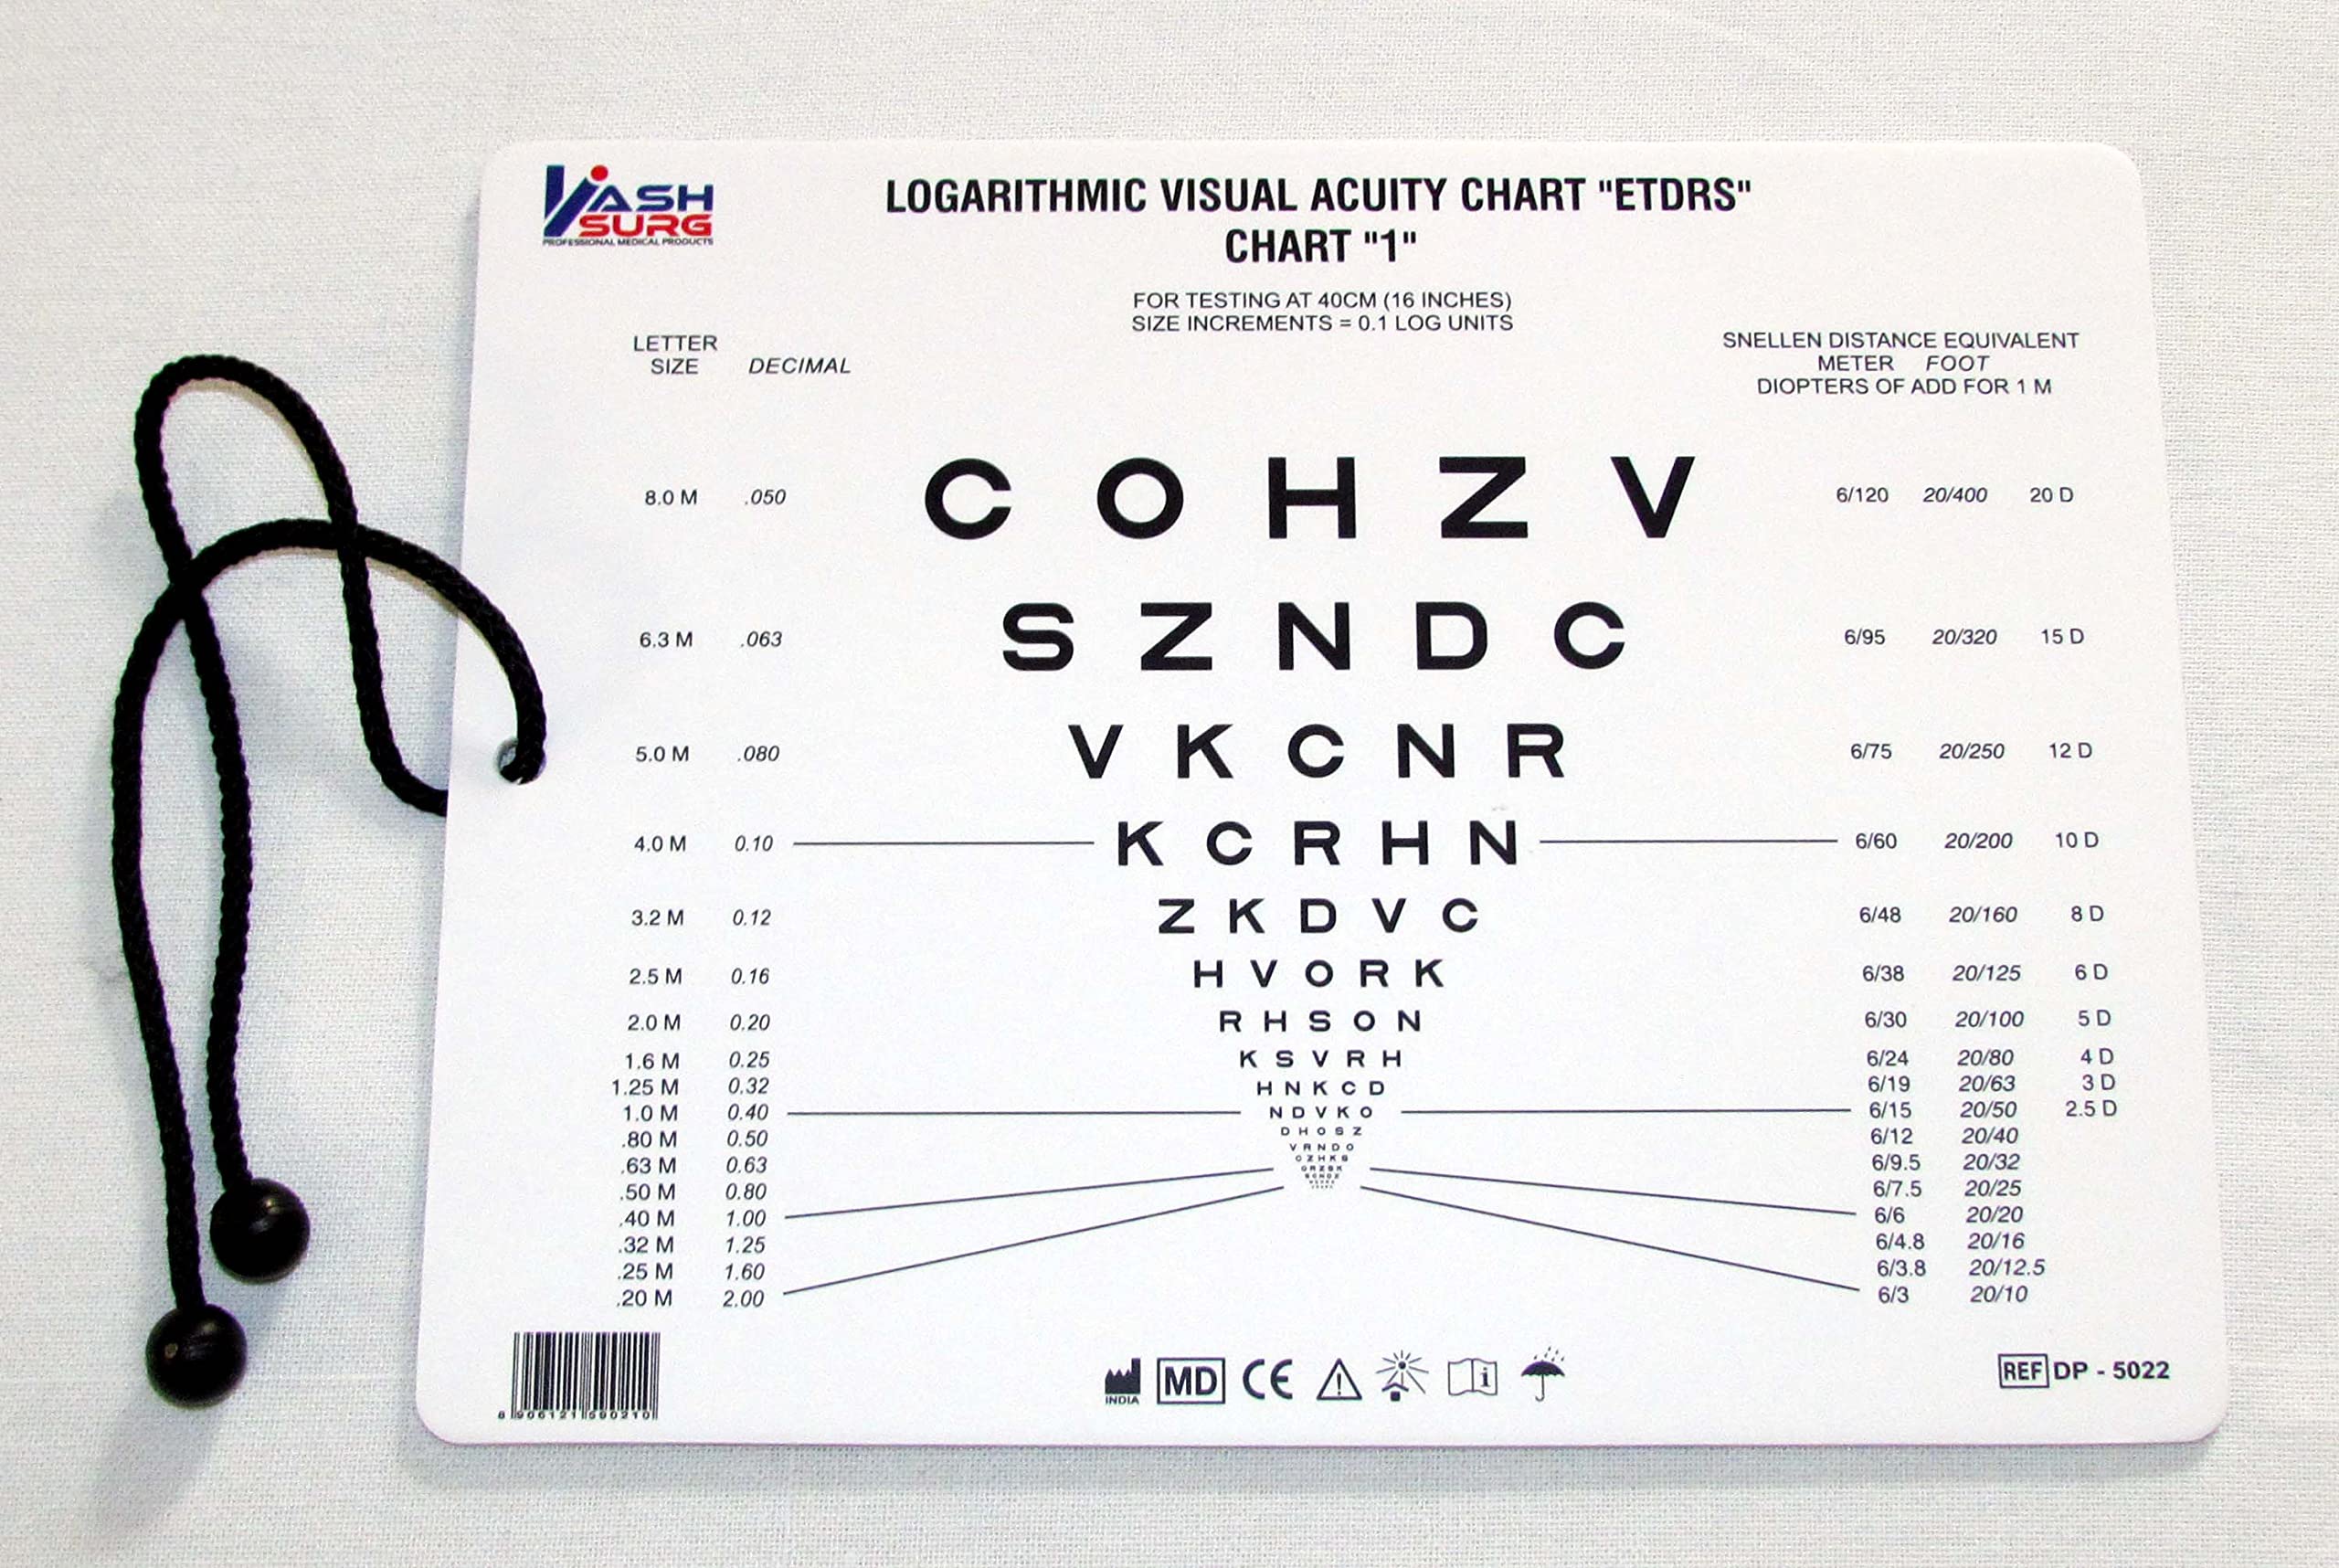 VASH
SURG
PROFESSIONAL MEDICAL PRODUCTS
LOGARITHMIC VISUAL ACUITY CHART "ETDRS"
CHART "1"
FOR TESTING AT 40CM (16 INCHES)
SIZE INCREMENTS = 0.1 LOG UNITS
LETTER
SIZE DECIMAL
SNELLEN DISTANCE EQUIVALENT
METER FOOT
DIOPTERS OF ADD FOR 1 M
8.0 M .050 C O H Z V 6/120 20/400 20 D
6.3 M .063 S Z N D C 6/95 20/320 15 D
5.0 M .080 V K C N R 6/75 20/250 12 D
4.0 M 0.10 K C R H N 6/60 20/200 10 D
3.2 M 0.12 Z K D V C 6/48 20/160 8 D
2.5 M 0.16 H V O R K 6/38 20/125 6 D
2.0 M 0.20 R H S O N 6/30 20/100 5 D
1.6 M 0.25 K S V R H 6/24 20/80 4 D
1.25 M 0.32 H N K C D 6/19 20/63 3 D
1.0 M 0.40 N D V K O 6/15 20/50 2.5 D
.80 M 0.50 D H O S Z 6/12 20/40
.63 M 0.63 V R N D O 6/9.5 20/32
.50 M 0.80 C Z H K S 6/7.5 20/25
.40 M 1.00 6/6 20/20
.32 M 1.25 6/4.8 20/16
.25 M 1.60 6/3.8 20/12.5
.20 M 2.00 6/3 20/10
8 906121 590210
INDIA
MD CE
REF DP - 5022